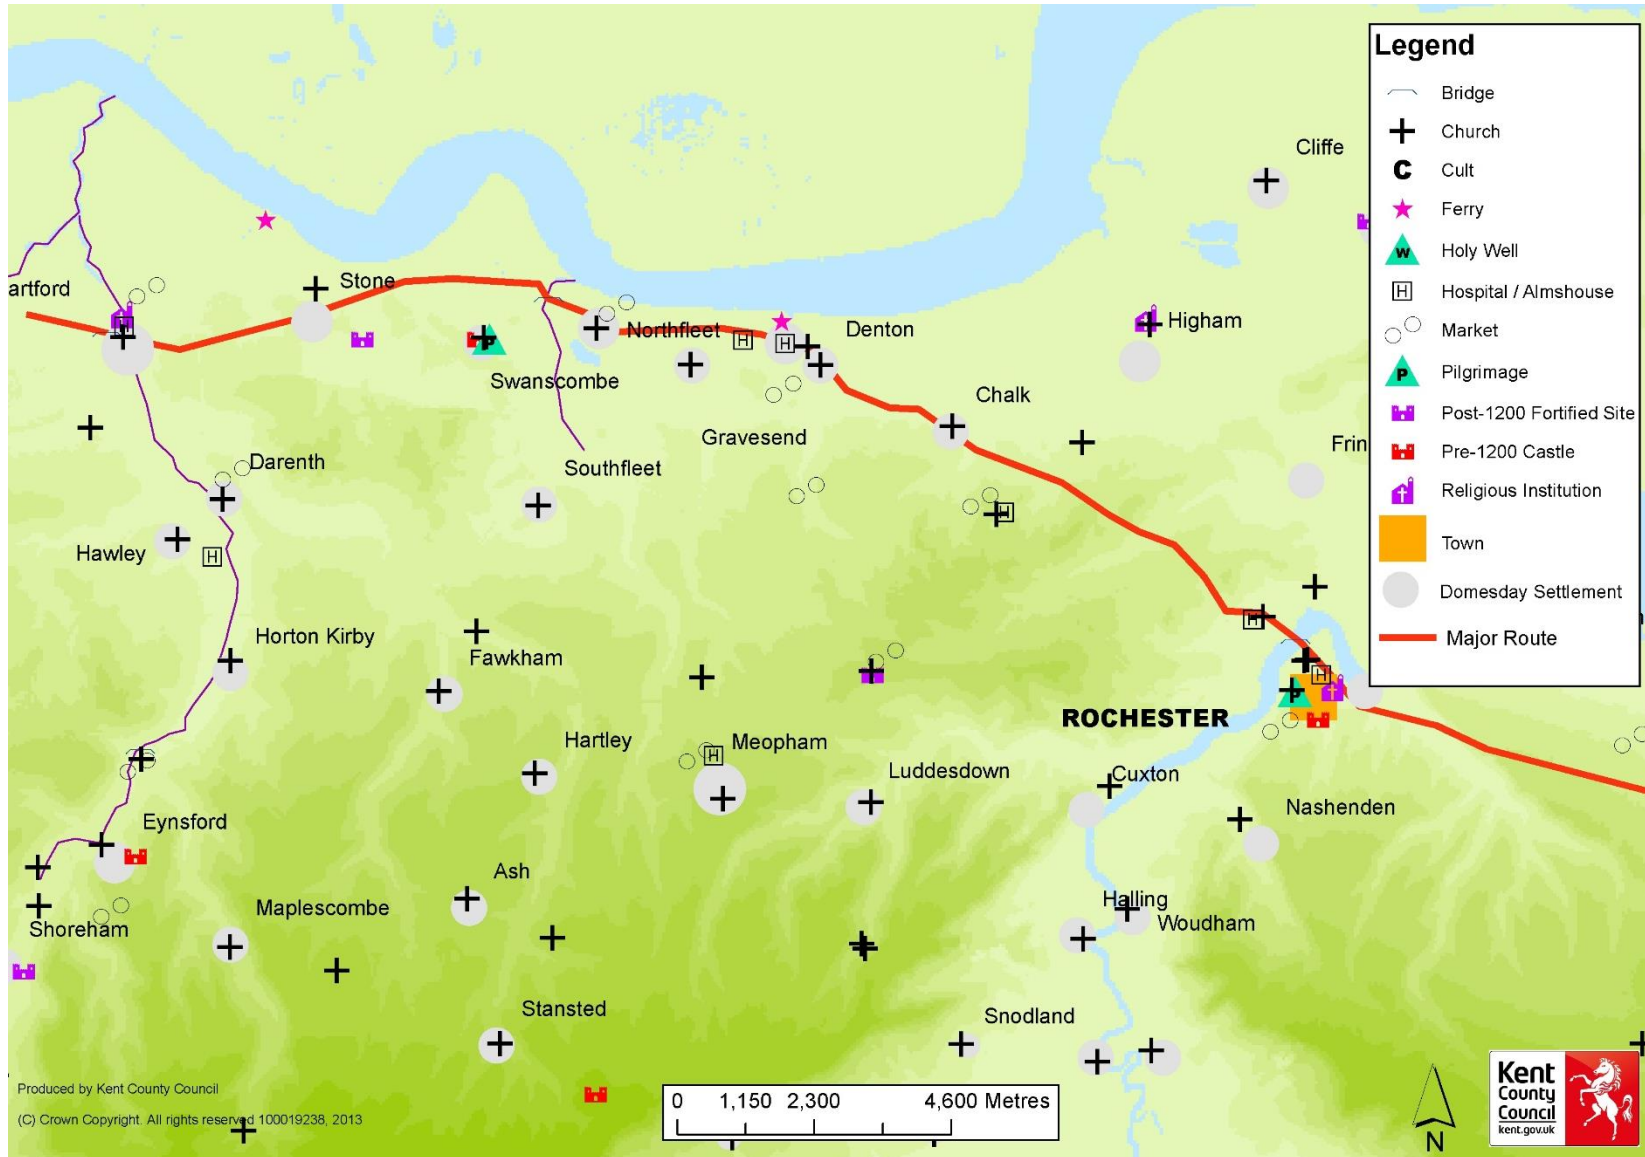 Legend
Bridge
Church
C Cult
Ferry
W Holy Well
H Hospital / Almshouse
Market
P Pilgrimage
Post-1200 Fortified Site
Pre-1200 Castle
Religious Institution
Town
Domesday Settlement
Major Route
Cliffe
artford
Stone
Higham
H
P
Northfleet
H
H
Denton
Swanscombe
Chalk
Gravesend
Frin
Darenth
Southfleet
H
Hawley
H
Horton Kirby
H
Fawkham
H
P
ROCHESTER
Hartley
H
Meopham
Luddesdown
Cuxton
Nashenden
Eynsford
Ash
Maplescombe
Halling
Woudham
Shoreham
Stansted
Snodland
Produced by Kent County Council
(C) Crown Copyright. All rights reserved 100019238, 2013
0 1,150 2,300 4,600 Metres
N
Kent
County
Council
kent.gov.uk